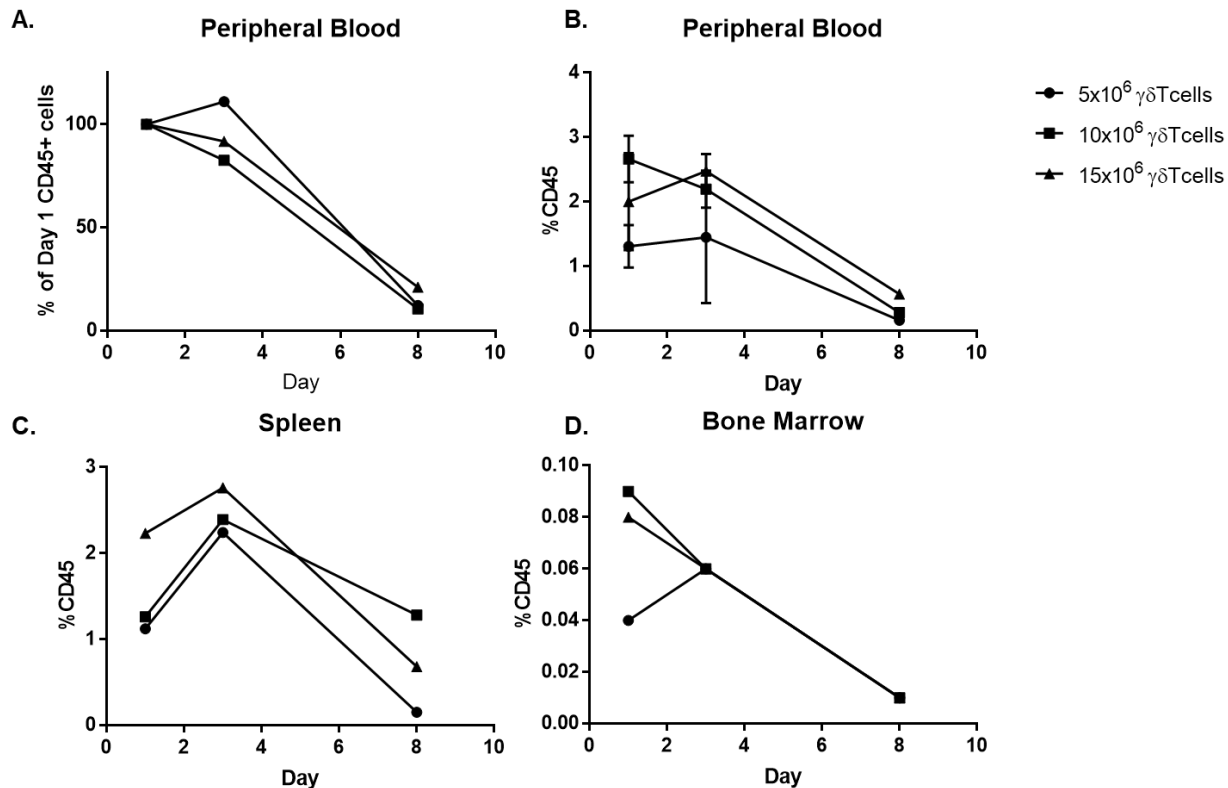 A.
Peripheral Blood
% of Day 1 CD45+ cells
100
50
0
0 2 4 6 8 10
Day
B.
Peripheral Blood
%CD45
4
3
2
1
0
0 2 4 6 8 10
Day
5x10⁶ γδTcells
10x10⁶ γδTcells
15x10⁶ γδTcells
C.
Spleen
%CD45
3
2
1
0
0 2 4 6 8 10
Day
D.
Bone Marrow
%CD45
0.10
0.08
0.06
0.04
0.02
0.00
0 2 4 6 8 10
Day